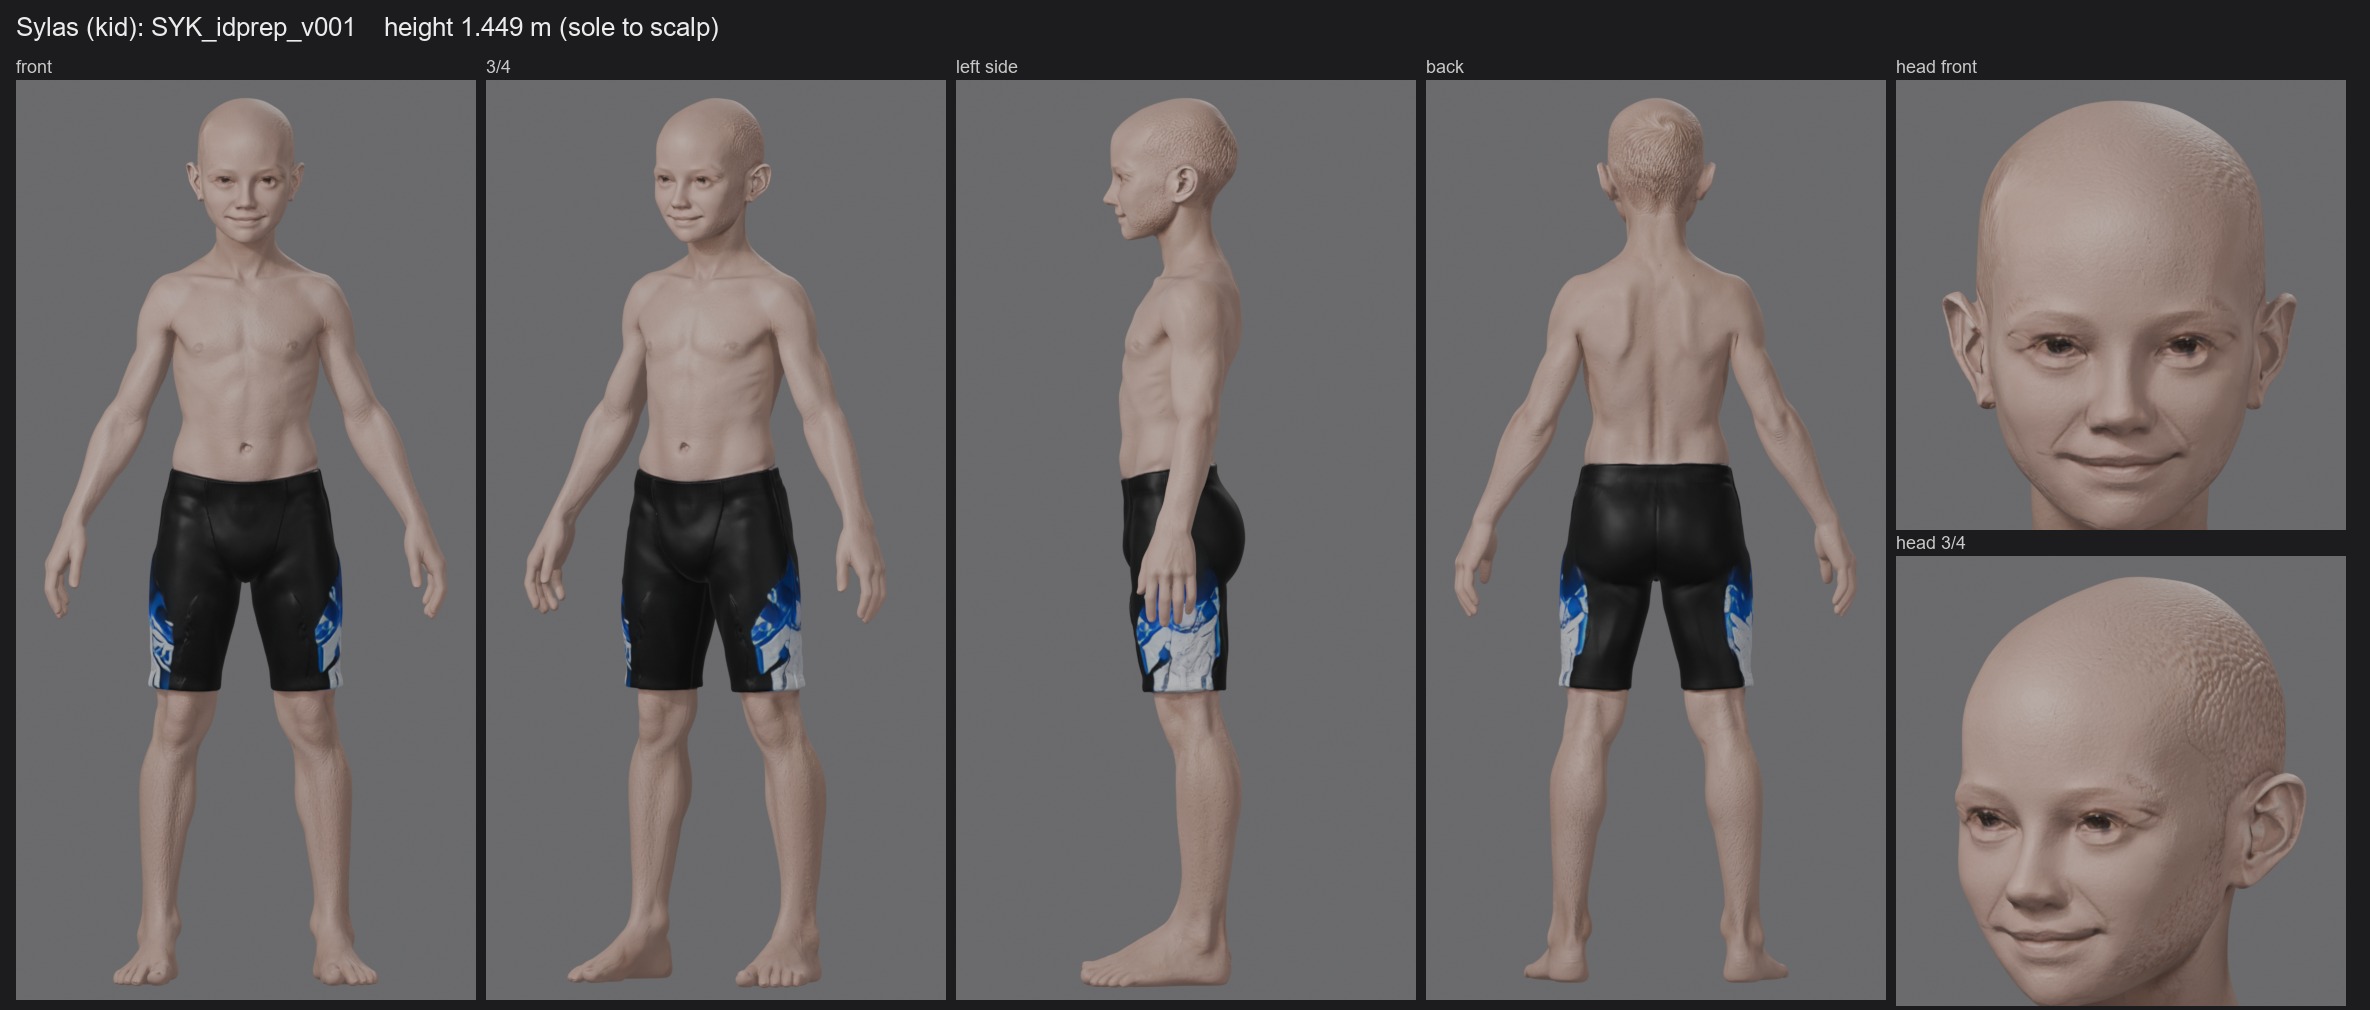 Sylas (kid): SYK_idprep_v001    height 1.449 m (sole to scalp)
front
3/4
left side
back
head front
head 3/4